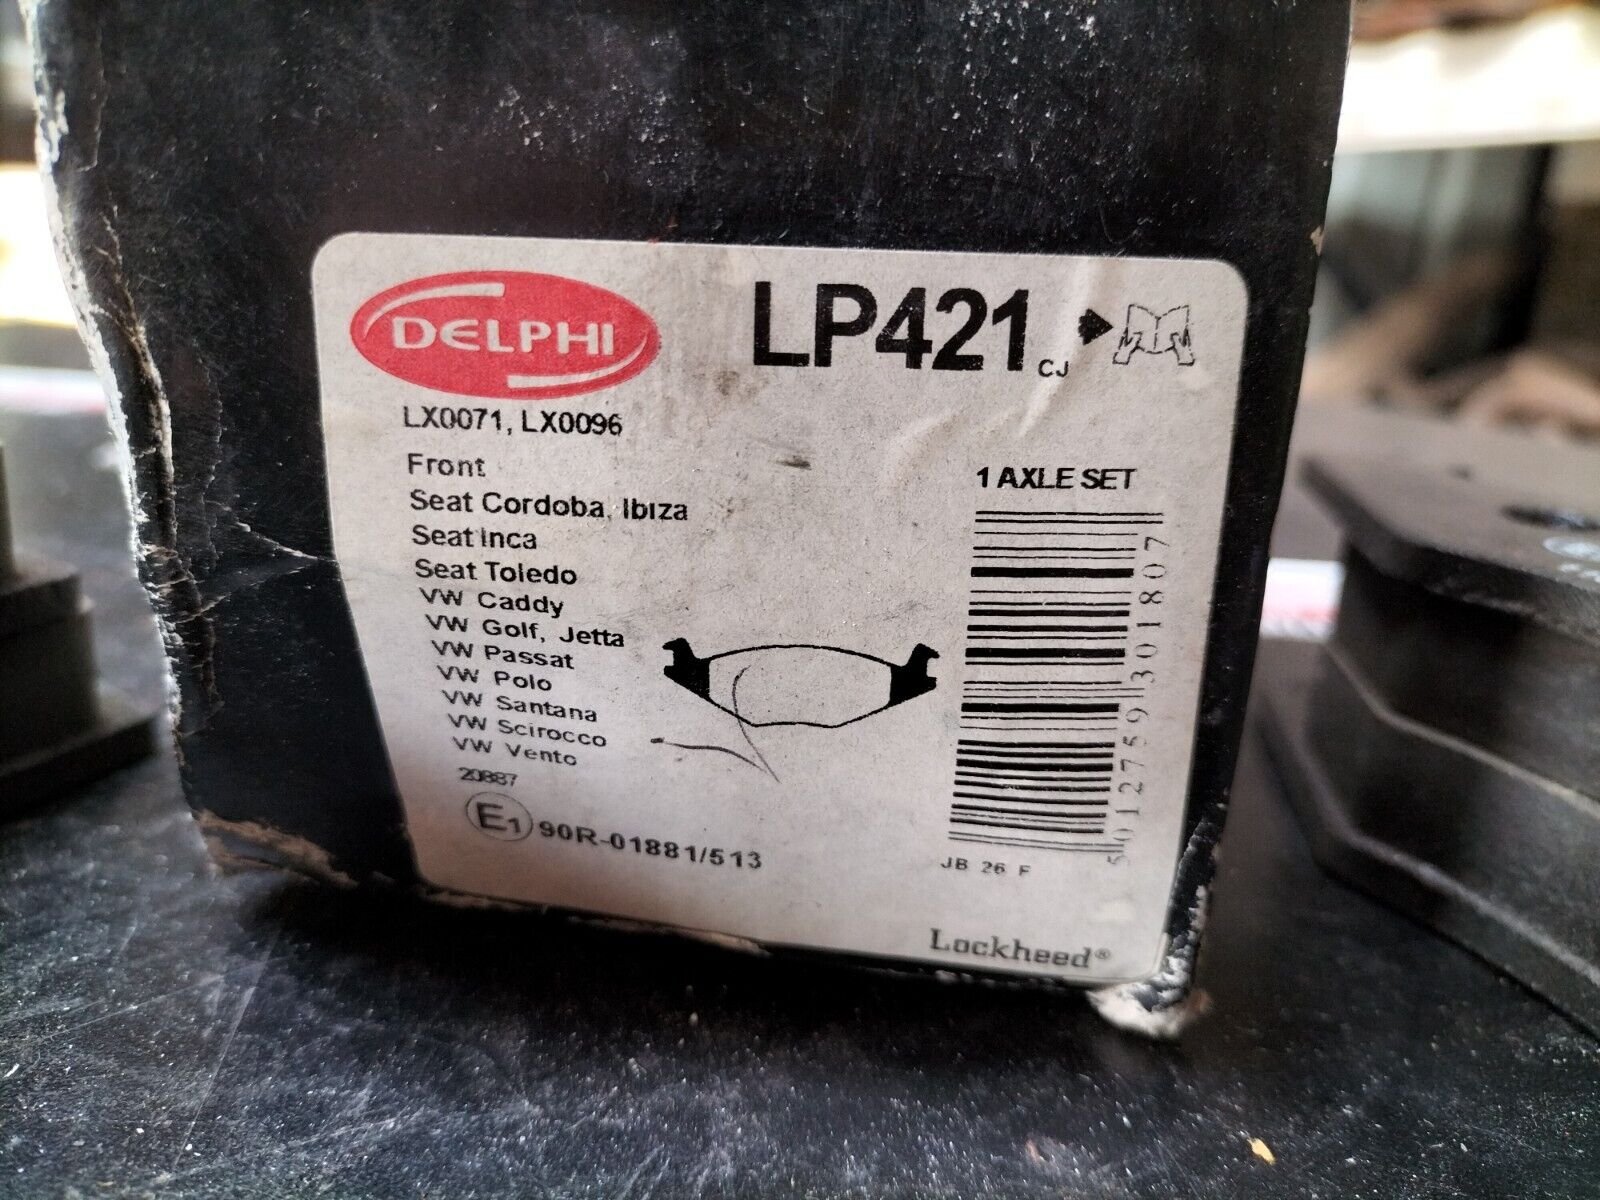 DELPHI
LP421 CJ
LX0071, LX0096
Front
Seat Cordoba, Ibiza
Seat Inca
Seat Toledo
VW Caddy
VW Golf, Jetta
VW Passat
VW Polo
VW Santana
VW Scirocco
VW Vento
20887
E1 90R-01881/513
1 AXLE SET
5012759301807
JB 26 F
Lockheed®